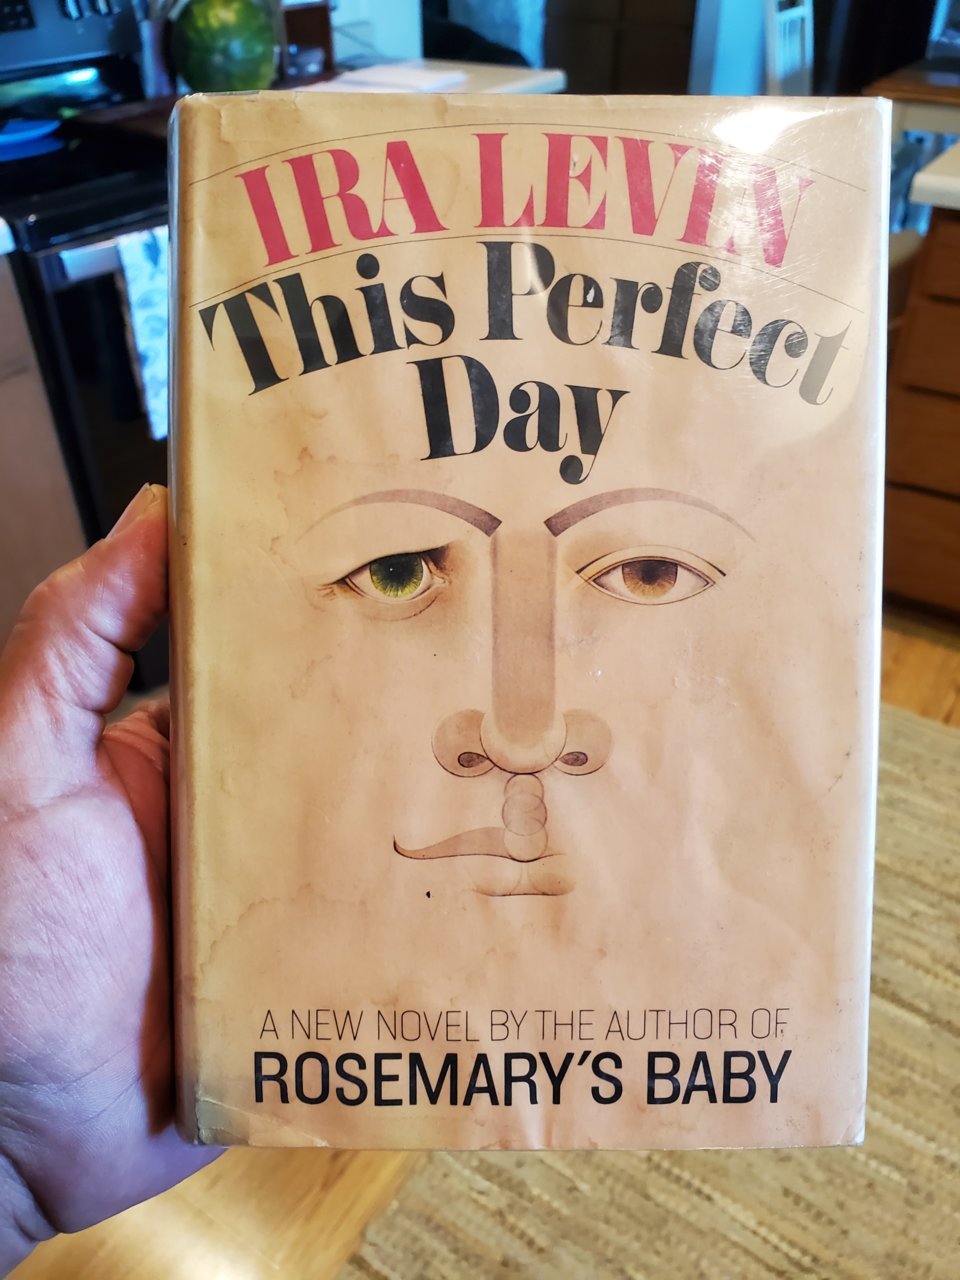 IRA LEVIN
This Perfect
Day
A NEW NOVEL BY THE AUTHOR OF
ROSEMARY'S BABY